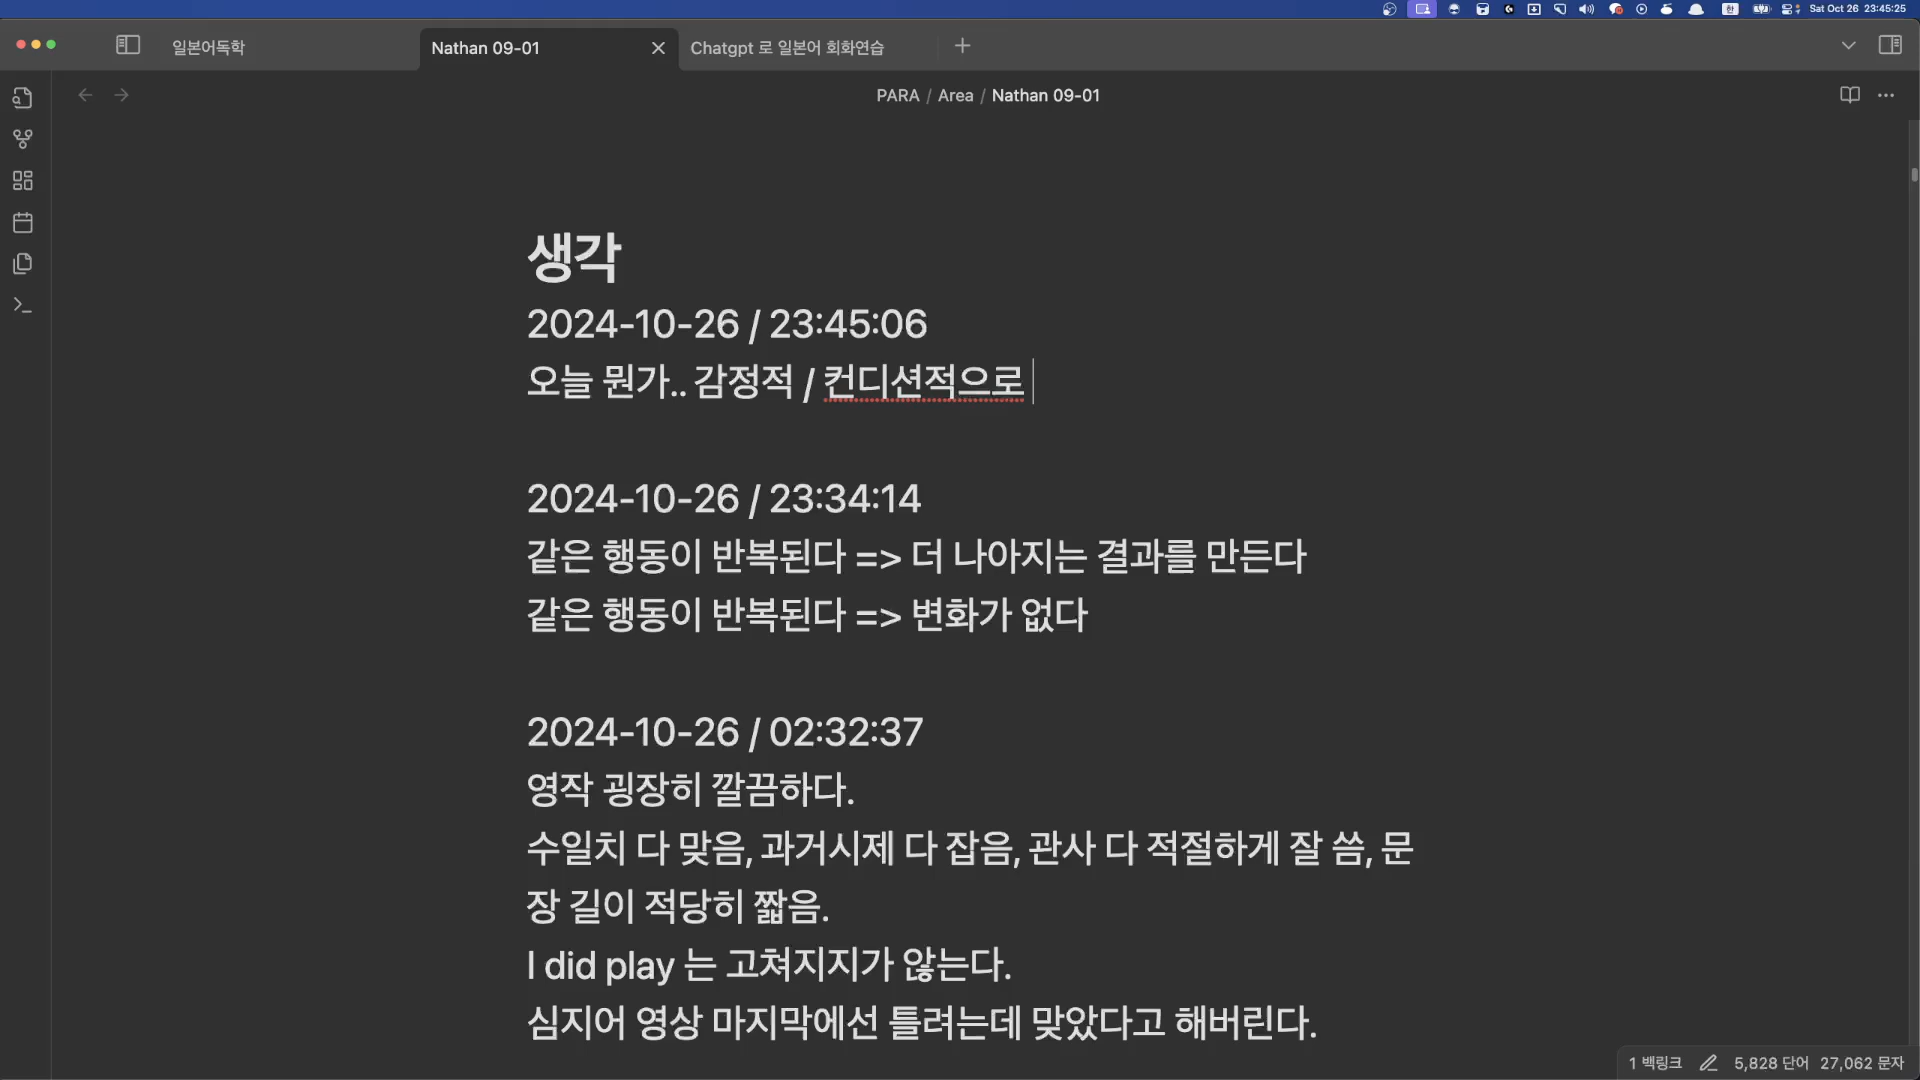 Sat Oct 26 23:45:25
일본어독학
Nathan 09-01
Chatgpt 로 일본어 회화연습
PARA / Area / Nathan 09-01
생각
2024-10-26 / 23:45:06
오늘 뭔가.. 감정적 / 컨디션적으로
2024-10-26 / 23:34:14
같은 행동이 반복된다 => 더 나아지는 결과를 만든다
같은 행동이 반복된다 => 변화가 없다
2024-10-26 / 02:32:37
영작 굉장히 깔끔하다.
수일치 다 맞음, 과거시제 다 잡음, 관사 다 적절하게 잘 씀, 문
장 길이 적당히 짧음.
I did play 는 고쳐지지가 않는다.
심지어 영상 마지막에선 틀려는데 맞았다고 해버린다.
1 백링크 5,828 단어 27,062 문자